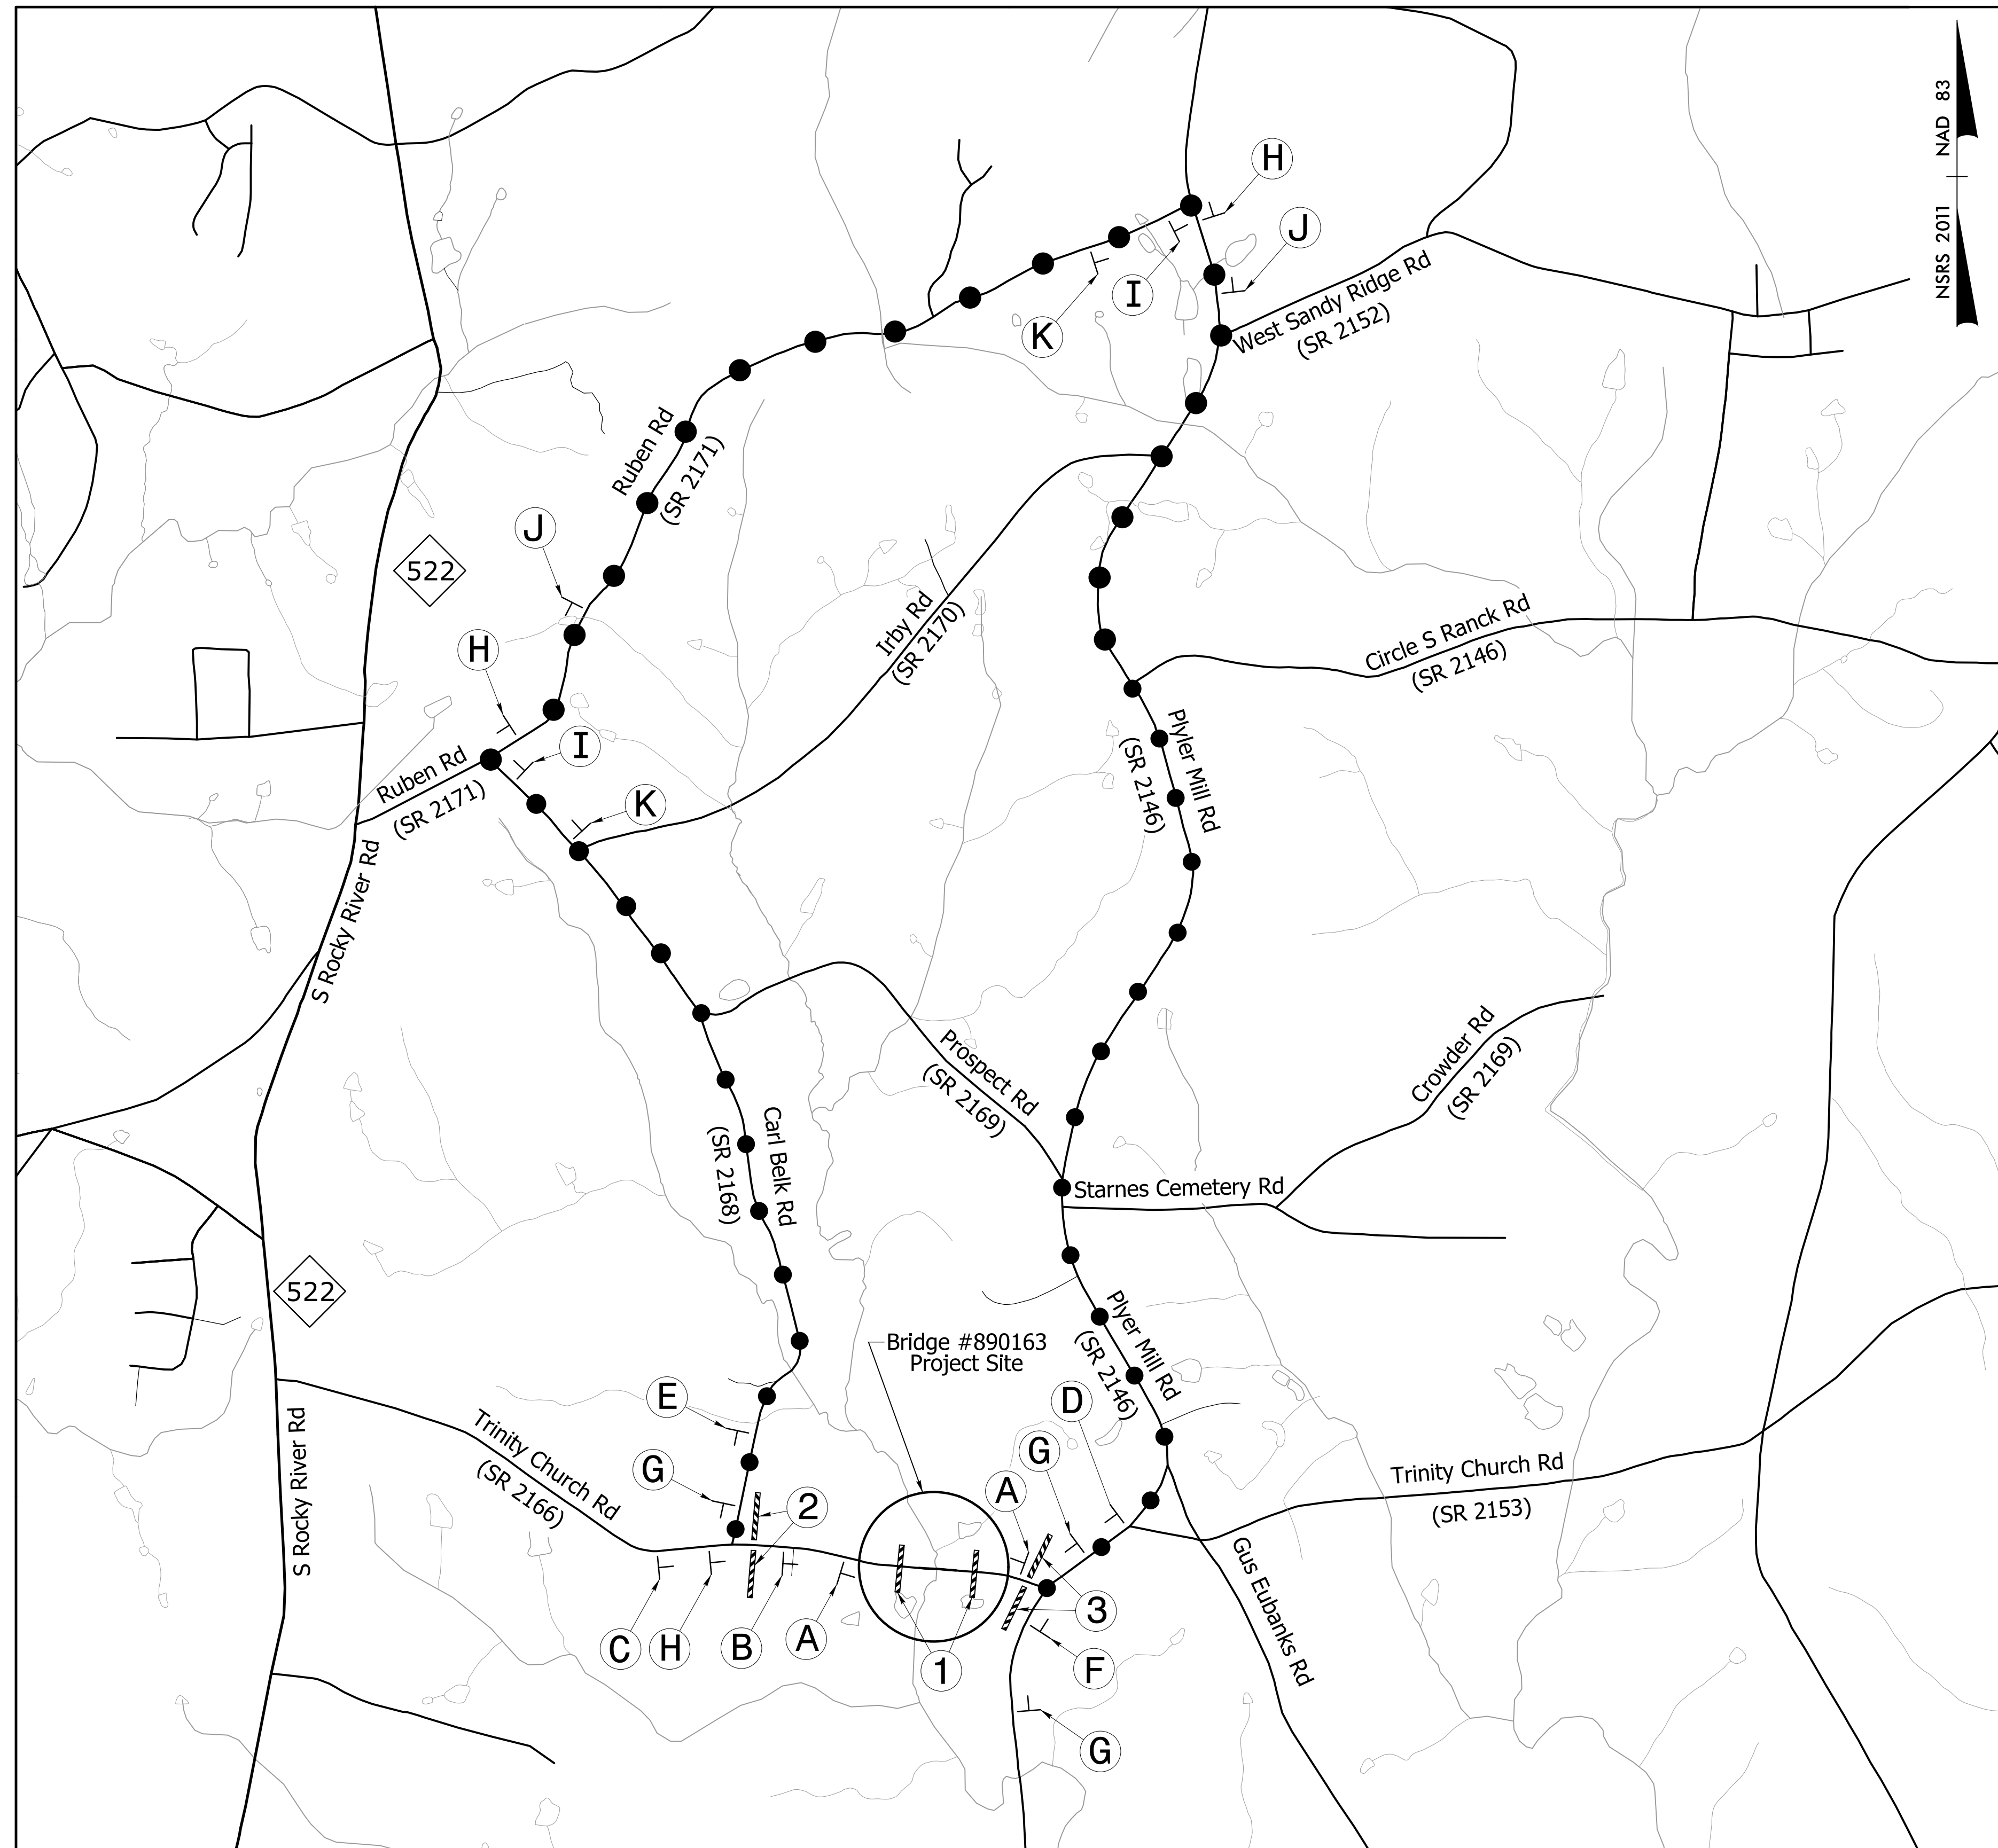 NSRS 2011 NAD 83
H
J
I
K
West Sandy Ridge Rd
(SR 2152)
Ruben Rd
(SR 2171)
J
522
H
I
Irby Rd
(SR 2170)
Circle S Ranck Rd
(SR 2146)
Plyler Mill Rd
(SR 2146)
Ruben Rd
(SR 2171)
K
S Rocky River Rd
Prospect Rd
(SR 2169)
Crowder Rd
(SR 2169)
Carl Belk Rd
(SR 2168)
Starnes Cemetery Rd
522
Bridge #890163
Project Site
Plyer Mill Rd
(SR 2146)
E
D
G
G
A
2
Trinity Church Rd
(SR 2166)
S Rocky River Rd
Trinity Church Rd
(SR 2153)
Gus Eubanks Rd
3
C
H
B
A
1
F
G